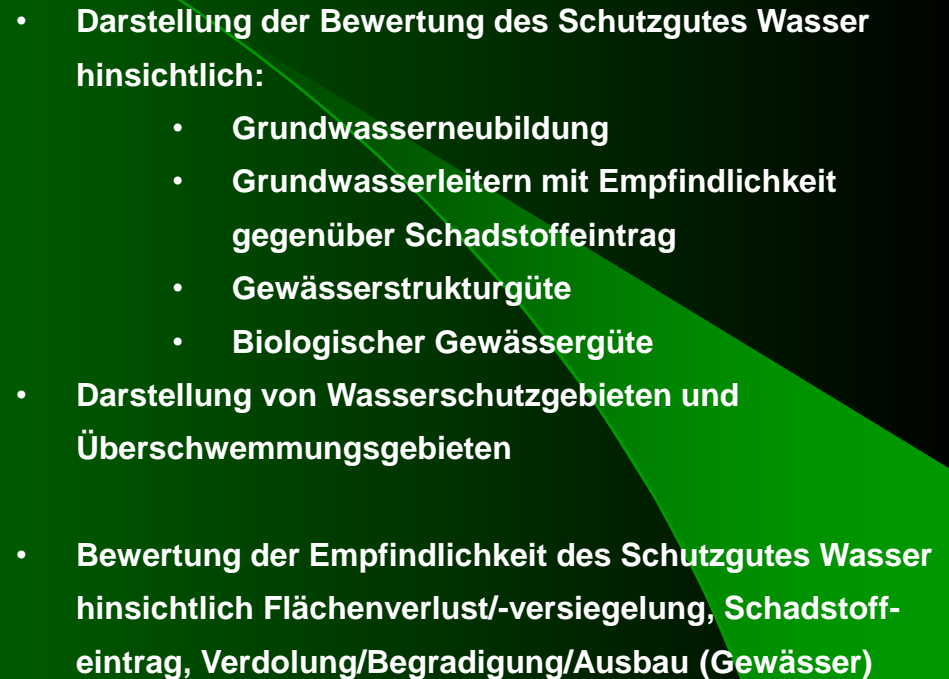 • Darstellung der Bewertung des Schutzgutes Wasser
hinsichtlich:
• Grundwasserneubildung
• Grundwasserleitern mit Empfindlichkeit
gegenüber Schadstoffeintrag
• Gewässerstrukturgüte
• Biologischer Gewässergüte
• Darstellung von Wasserschutzgebieten und
Überschwemmungsgebieten
• Bewertung der Empfindlichkeit des Schutzgutes Wasser
hinsichtlich Flächenverlust/-versiegelung, Schadstoff-
eintrag, Verdolung/Begradigung/Ausbau (Gewässer)